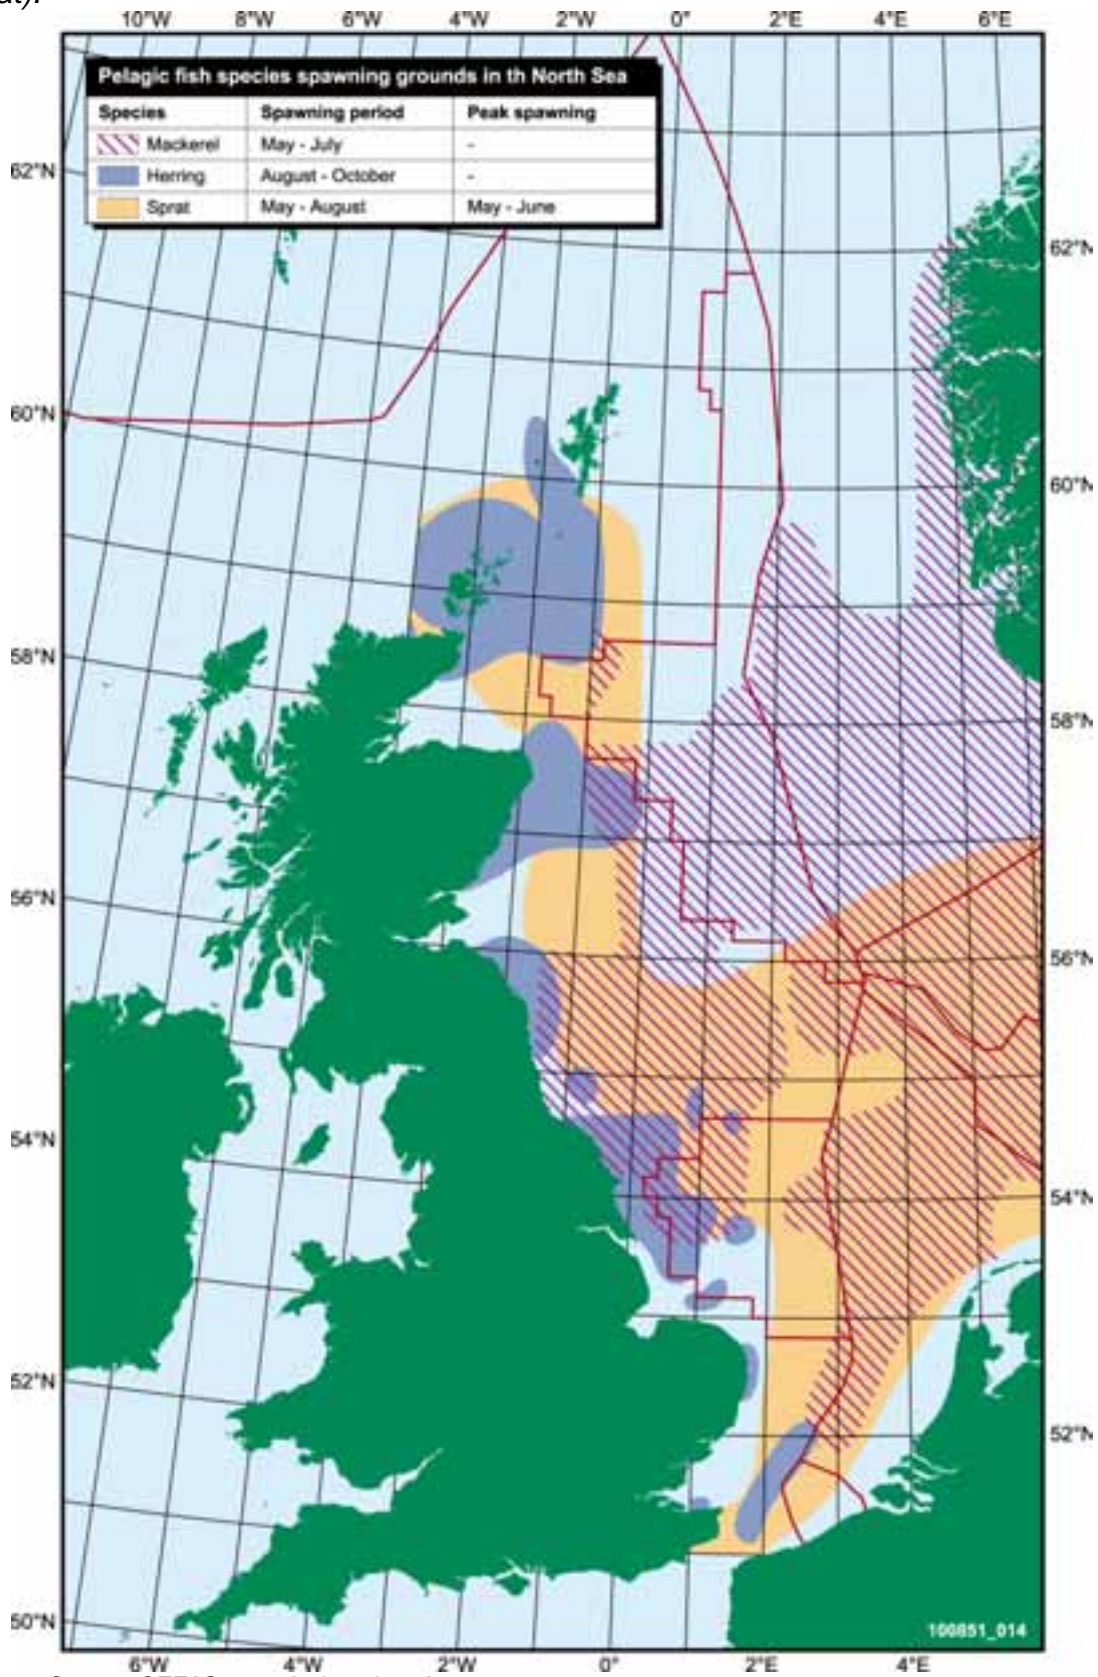 10°W 8°W 6°W 4°W 2°W 0° 2°E 4°E 6°E
Pelagic fish species spawning grounds in th North Sea
Species Spawning period Peak spawning
Mackerel May - July -
Herring August - October -
Sprat May - August May - June
62°N
62°N
60°N
60°N
58°N
58°N
56°N
56°N
54°N
54°N
52°N
52°N
50°N
100851_014
6°W 4°W 2°W 0° 2°E 4°E